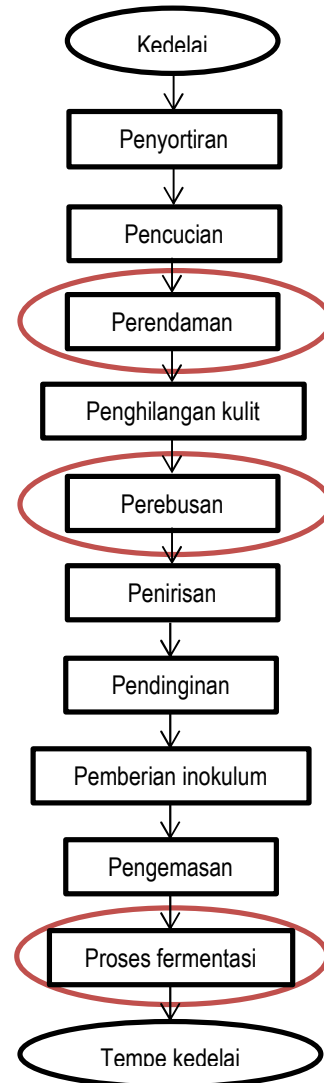 Kedelai
Penyortiran
Pencucian
Perendaman
Penghilangan kulit
Perebusan
Penirisan
Pendinginan
Pemberian inokulum
Pengemasan
Proses fermentasi
Tempe kedelai